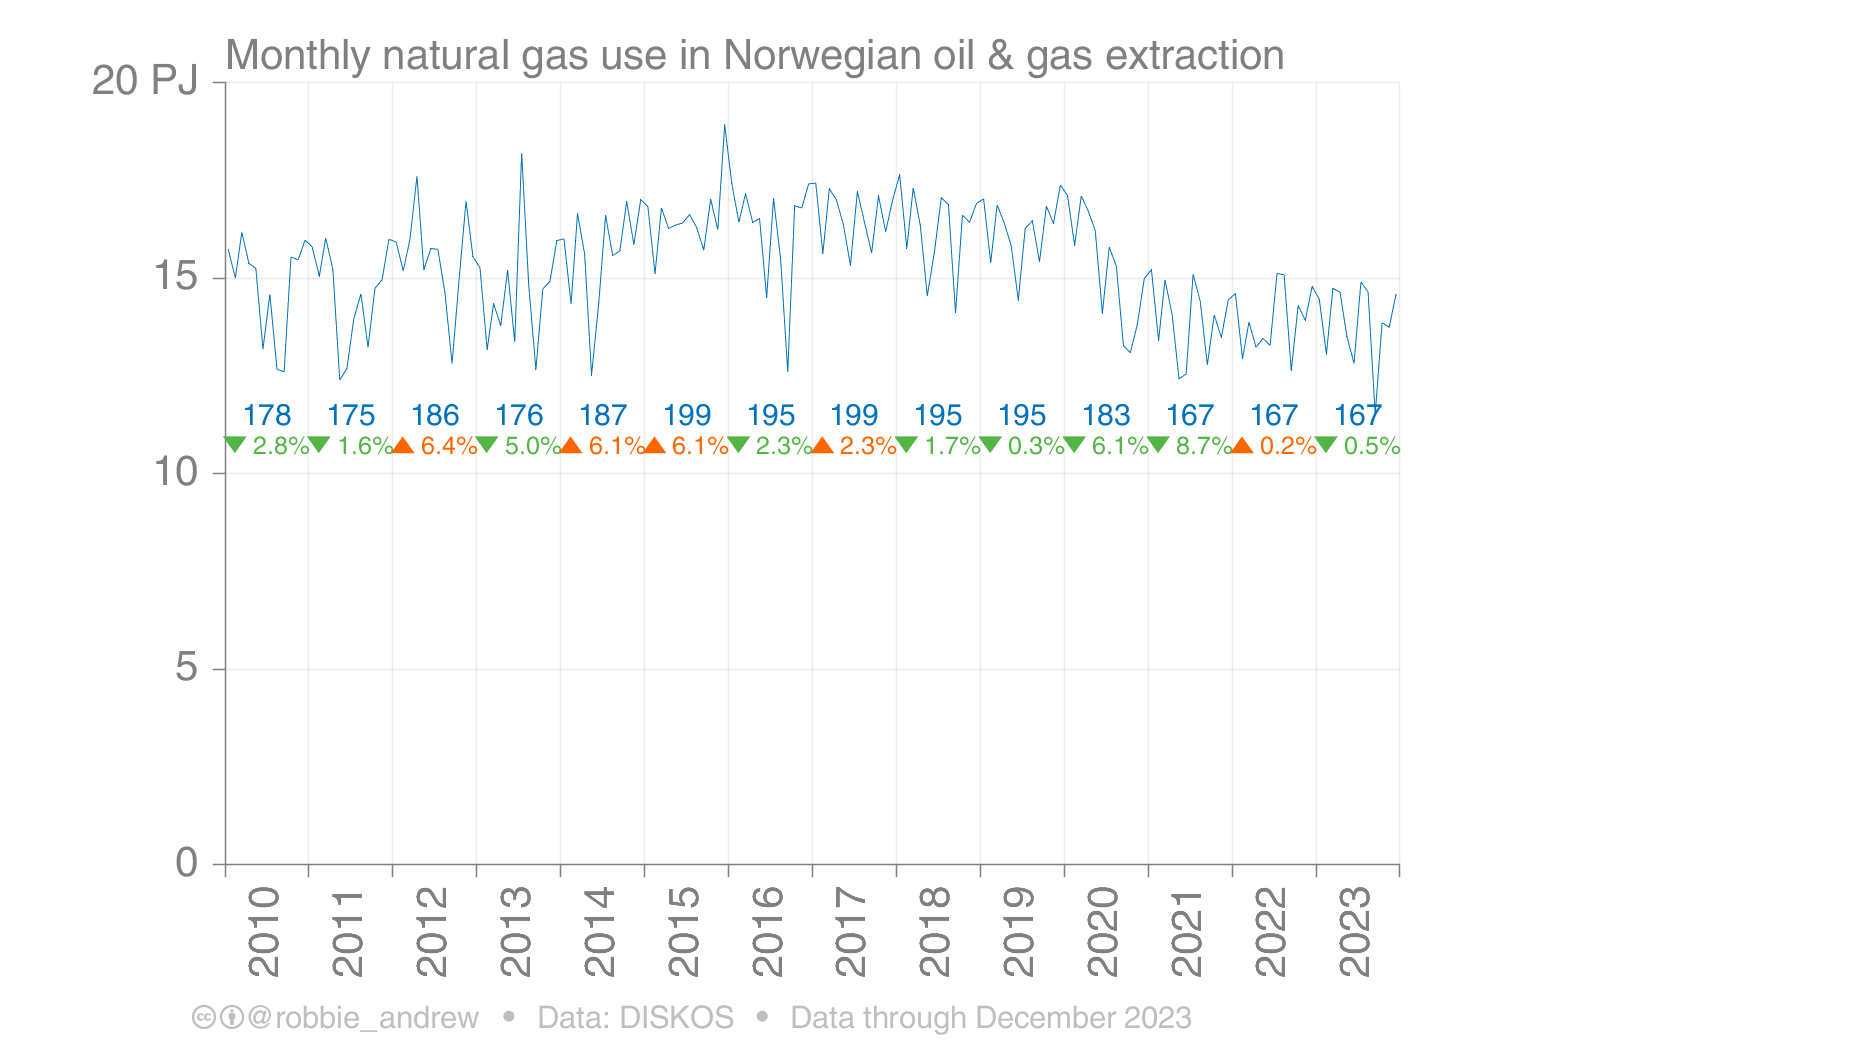 Monthly natural gas use in Norwegian oil & gas extraction
20 PJ
15
178 175 186 176 187 199 195 199 195 195 183 167 167 167
▼ 2.8% ▼ 1.6% ▲ 6.4% ▼ 5.0% ▲ 6.1% ▲ 6.1% ▼ 2.3% ▲ 2.3% ▼ 1.7% ▼ 0.3% ▼ 6.1% ▼ 8.7% ▲ 0.2% ▼ 0.5%
10
5
0
2010 2011 2012 2013 2014 2015 2016 2017 2018 2019 2020 2021 2022 2023
@robbie_andrew • Data: DISKOS • Data through December 2023